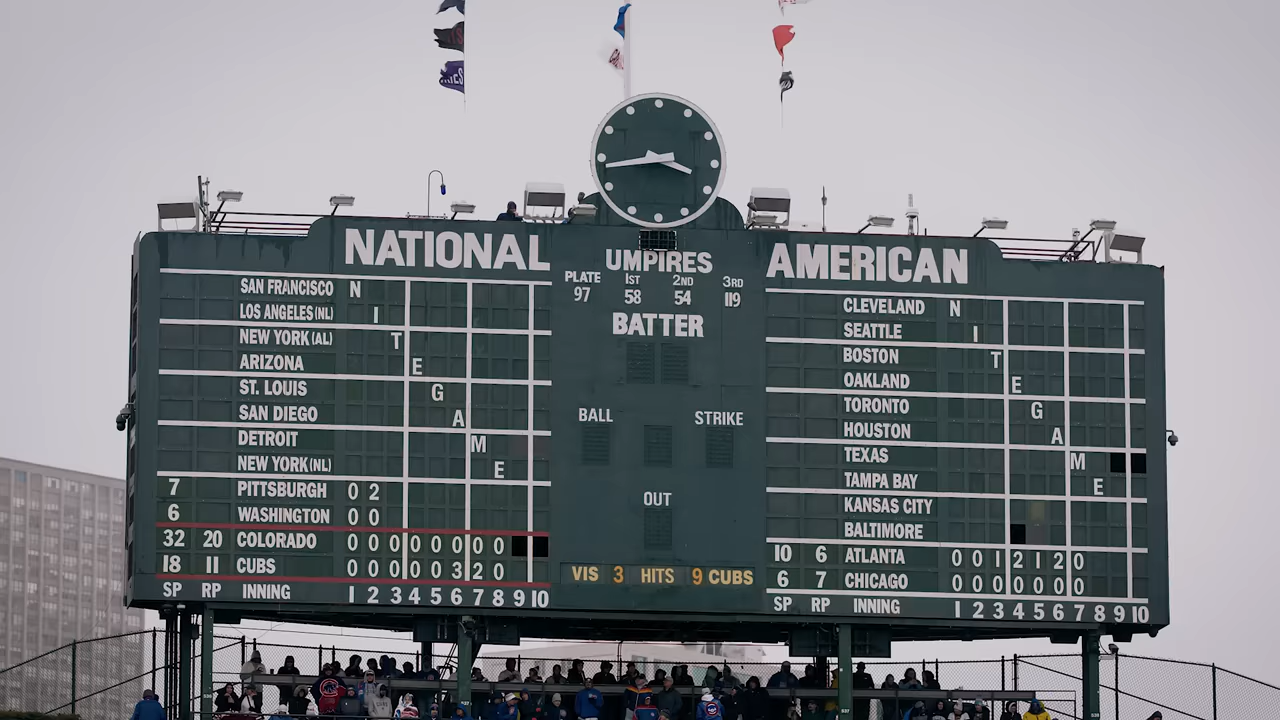 NATIONAL
SAN FRANCISCO N
LOS ANGELES (NL) I
NEW YORK (AL) T
ARIZONA E
ST. LOUIS G
SAN DIEGO A
DETROIT M
NEW YORK (NL) E
7 PITTSBURGH 0 2
6 WASHINGTON 0 0
32 20 COLORADO 0 0 0 0 0 0 0 0
18 11 CUBS 0 0 0 0 0 3 2 0
SP RP INNING 1 2 3 4 5 6 7 8 9 10
UMPIRES
PLATE 1ST 2ND 3RD
97 58 54 119
BATTER
BALL STRIKE
OUT
VIS 3 HITS 9 CUBS
AMERICAN
CLEVELAND N
SEATTLE I
BOSTON T
OAKLAND E
TORONTO G
HOUSTON A
TEXAS M
TAMPA BAY E
KANSAS CITY
BALTIMORE
10 6 ATLANTA 0 0 1 2 1 2 0
6 7 CHICAGO 0 0 0 0 0 0 0
SP RP INNING 1 2 3 4 5 6 7 8 9 10